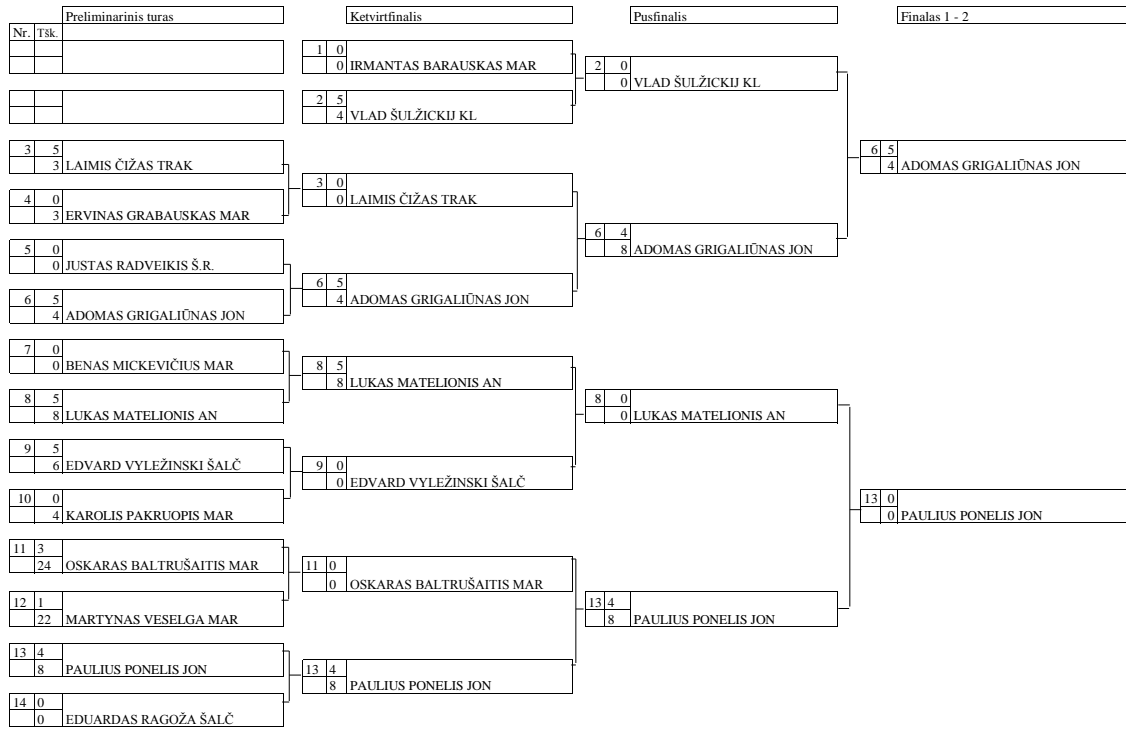 Preliminarinis turas
Ketvirtfinalis
Pusfinalis
Finalas 1 - 2
Nr. Tšk.
1 0
0 IRMANTAS BARAUSKAS MAR
2 5
4 VLAD ŠULŽICKIJ KL
2 0
0 VLAD ŠULŽICKIJ KL
3 5
3 LAIMIS ČIŽAS TRAK
4 0
3 ERVINAS GRABAUSKAS MAR
3 0
0 LAIMIS ČIŽAS TRAK
5 0
0 JUSTAS RADVEIKIS Š.R.
6 5
4 ADOMAS GRIGALIŪNAS JON
6 5
4 ADOMAS GRIGALIŪNAS JON
6 4
8 ADOMAS GRIGALIŪNAS JON
6 5
4 ADOMAS GRIGALIŪNAS JON
7 0
0 BENAS MICKEVIČIUS MAR
8 5
8 LUKAS MATELIONIS AN
8 5
8 LUKAS MATELIONIS AN
8 0
0 LUKAS MATELIONIS AN
9 5
6 EDVARD VYLEŽINSKI ŠALČ
10 0
4 KAROLIS PAKRUOPIS MAR
9 0
0 EDVARD VYLEŽINSKI ŠALČ
11 3
24 OSKARAS BALTRUŠAITIS MAR
12 1
22 MARTYNAS VESELGA MAR
11 0
0 OSKARAS BALTRUŠAITIS MAR
13 4
8 PAULIUS PONELIS JON
14 0
0 EDUARDAS RAGOŽA ŠALČ
13 4
8 PAULIUS PONELIS JON
13 4
8 PAULIUS PONELIS JON
13 0
0 PAULIUS PONELIS JON